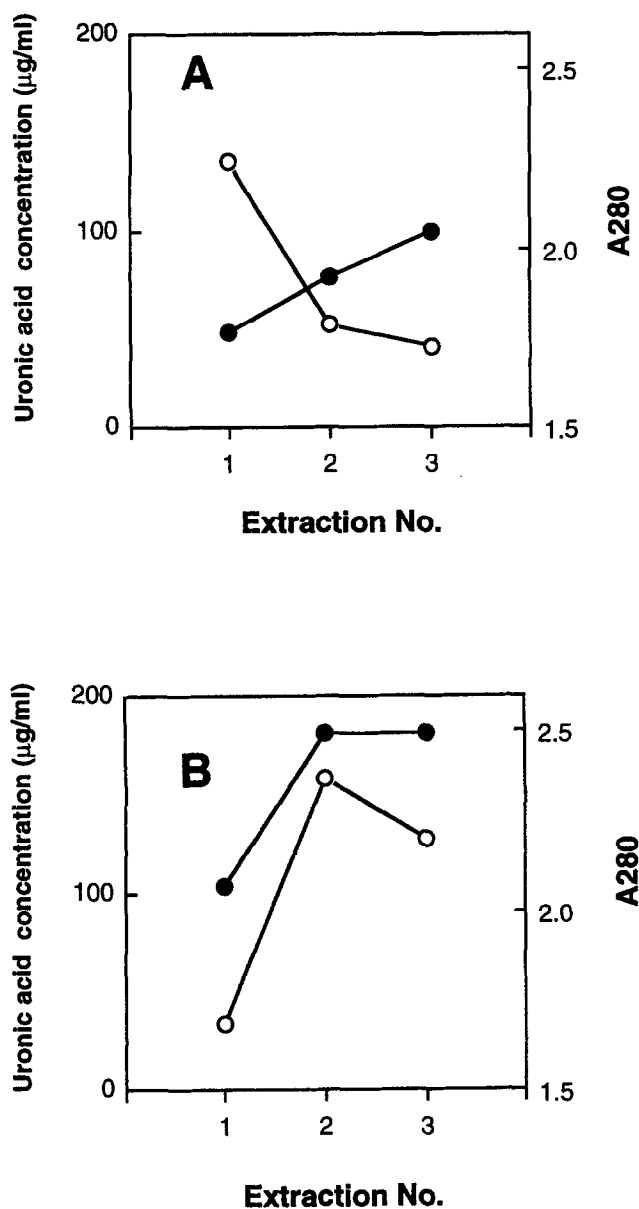 200
A
2.5
Uronic acid concentration (µg/ml)
100
2.0
A280
0
1.5
1 2 3
Extraction No.
200
B
2.5
Uronic acid concentration (µg/ml)
100
2.0
A280
0
1.5
1 2 3
Extraction No.